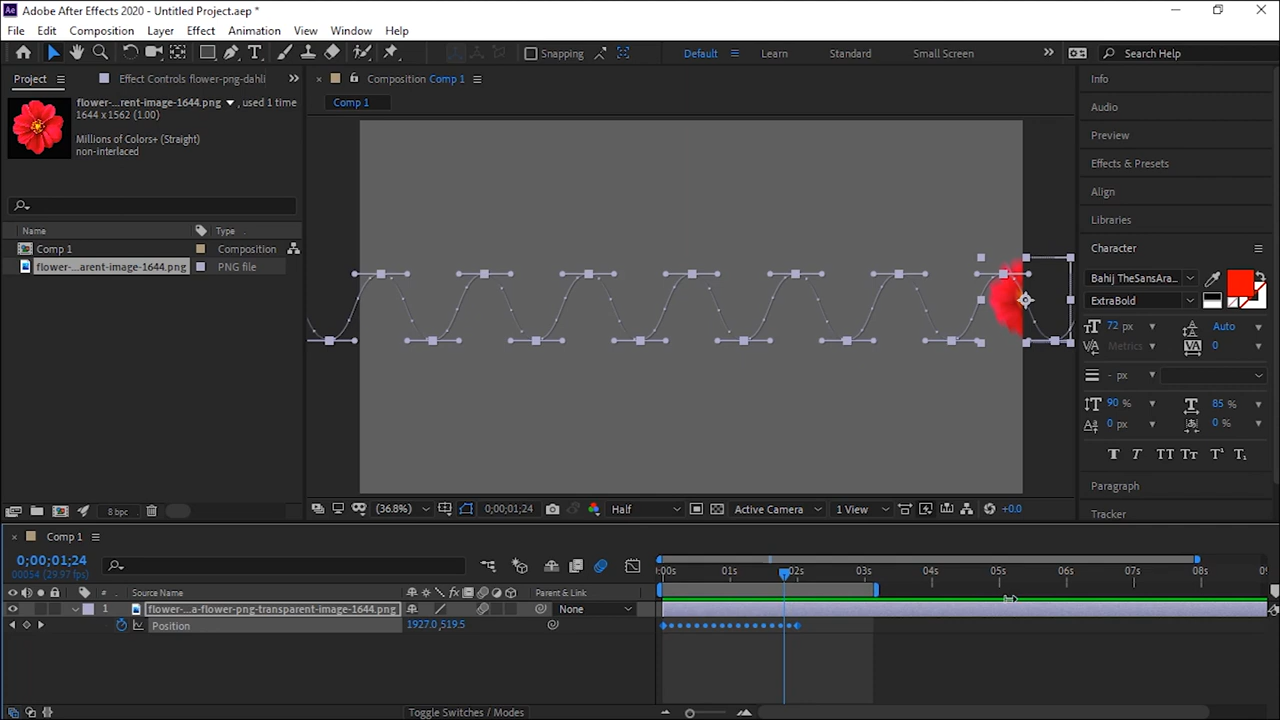 Ae Adobe After Effects 2020 - Untitled Project.aep *
File Edit Composition Layer Effect Animation View Window Help
Snapping Default Learn Standard Small Screen Search Help
Project Effect Controls flower-png-dahli Composition Comp 1 Info
flower-...rent-image-1644.png , used 1 time
1644 x 1562 (1.00)
Comp 1
Audio
Millions of Colors+ (Straight)
non-interlaced
Preview
Effects & Presets
Align
Libraries
Name Type
Comp 1 Composition
flower-...arent-image-1644.png PNG file
Character
Bahij TheSansAra...
ExtraBold
72 px Auto
Metrics 0
- px
90 % 85 %
0 px 0 %
T T TT Tt T¹ T₁
Paragraph
Tracker
8 bpc (36.8%) 0;00;01;24 Half Active Camera 1 View +0.0
Comp 1
0;00;01;24
00054 (29.97 fps)
:00s 01s 02s 03s 04s 05s 06s 07s 08s
# Source Name Parent & Link
1 flower-...a-flower-png-transparent-image-1644.png None
Position 1927.0,519.5
Toggle Switches / Modes